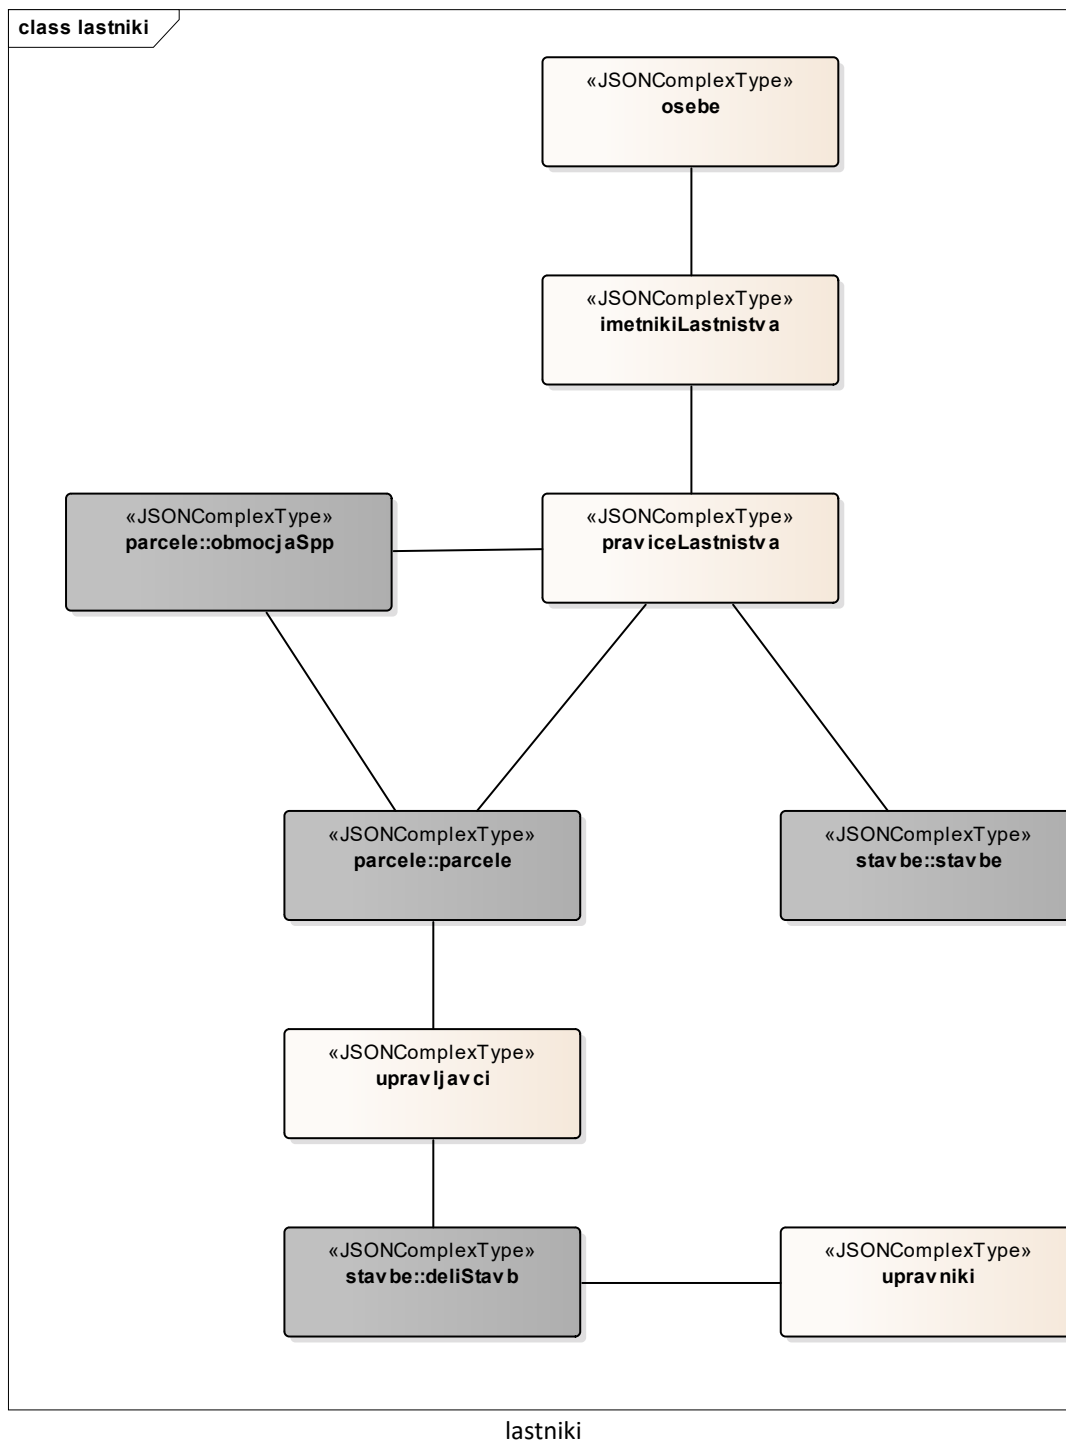 class lastniki
«JSONComplexType»
osebe
«JSONComplexType»
imetnikiLastnistva
«JSONComplexType»
parcele::obmocjaSpp
«JSONComplexType»
praviceLastnistva
«JSONComplexType»
parcele::parcele
«JSONComplexType»
stavbe::stavbe
«JSONComplexType»
upravljavci
«JSONComplexType»
stavbe::deliStavb
«JSONComplexType»
upravniki
lastniki